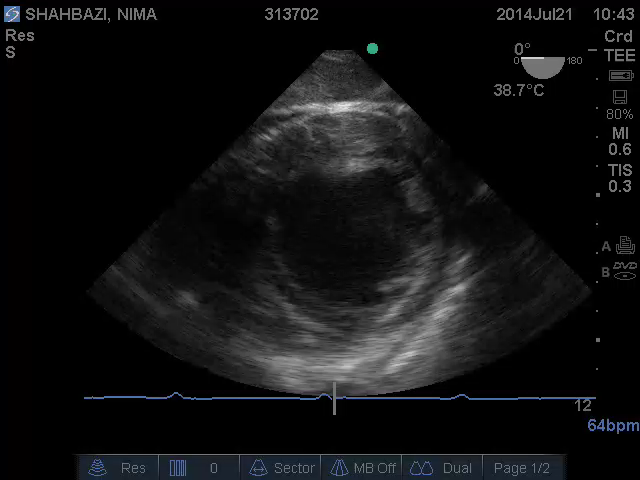 SHAHBAZI, NIMA 313702 2014Jul21 10:43
Res
S
Crd
TEE
0°
0 180
38.7°C
80%
MI
0.6
TIS
0.3
A
B DVD
12
64bpm
Res 0 Sector MB Off Dual Page 1/2